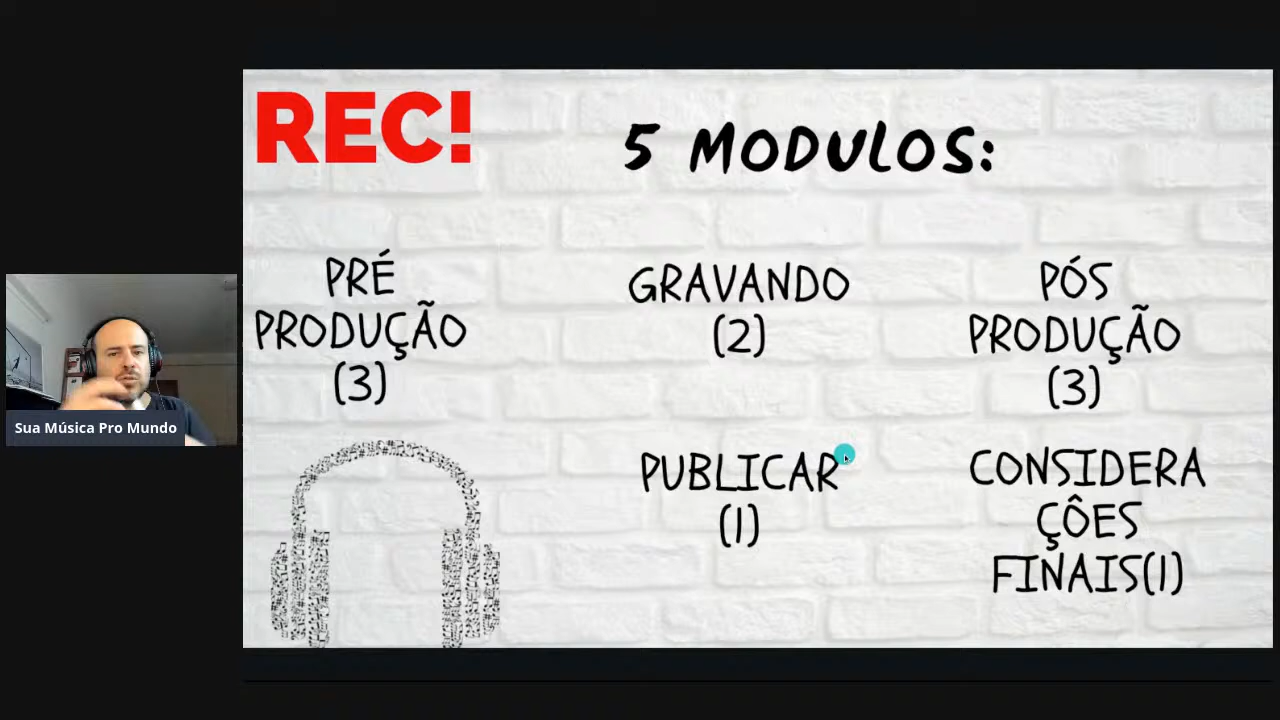 REC!
5 MODULOS:
PRÉ
PRODUÇÃO
(3)
GRAVANDO
(2)
PÓS
PRODUÇÃO
(3)
PUBLICAR
(1)
CONSIDERA
ÇÔES
FINAIS(1)
Sua Música Pro Mundo